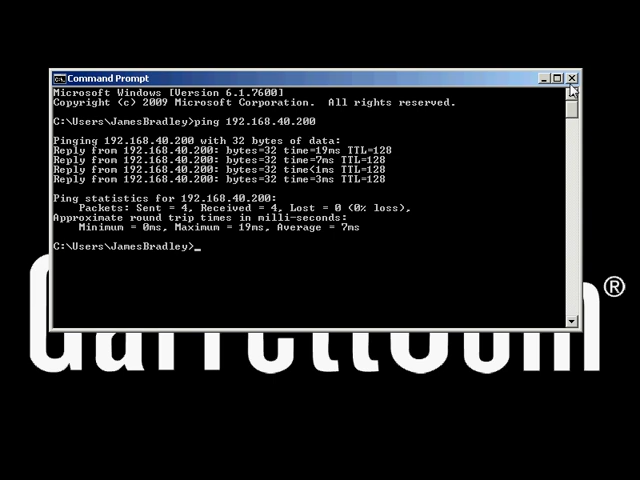 Command Prompt
Microsoft Windows [Version 6.1.7600]
Copyright (c) 2009 Microsoft Corporation.  All rights reserved.
C:\Users\JamesBradley>ping 192.168.40.200
Pinging 192.168.40.200 with 32 bytes of data:
Reply from 192.168.40.200: bytes=32 time=19ms TTL=128
Reply from 192.168.40.200: bytes=32 time=7ms TTL=128
Reply from 192.168.40.200: bytes=32 time<1ms TTL=128
Reply from 192.168.40.200: bytes=32 time=3ms TTL=128
Ping statistics for 192.168.40.200:
    Packets: Sent = 4, Received = 4, Lost = 0 (0% loss),
Approximate round trip times in milli-seconds:
    Minimum = 0ms, Maximum = 19ms, Average = 7ms
C:\Users\JamesBradley>_
GarrettCom®